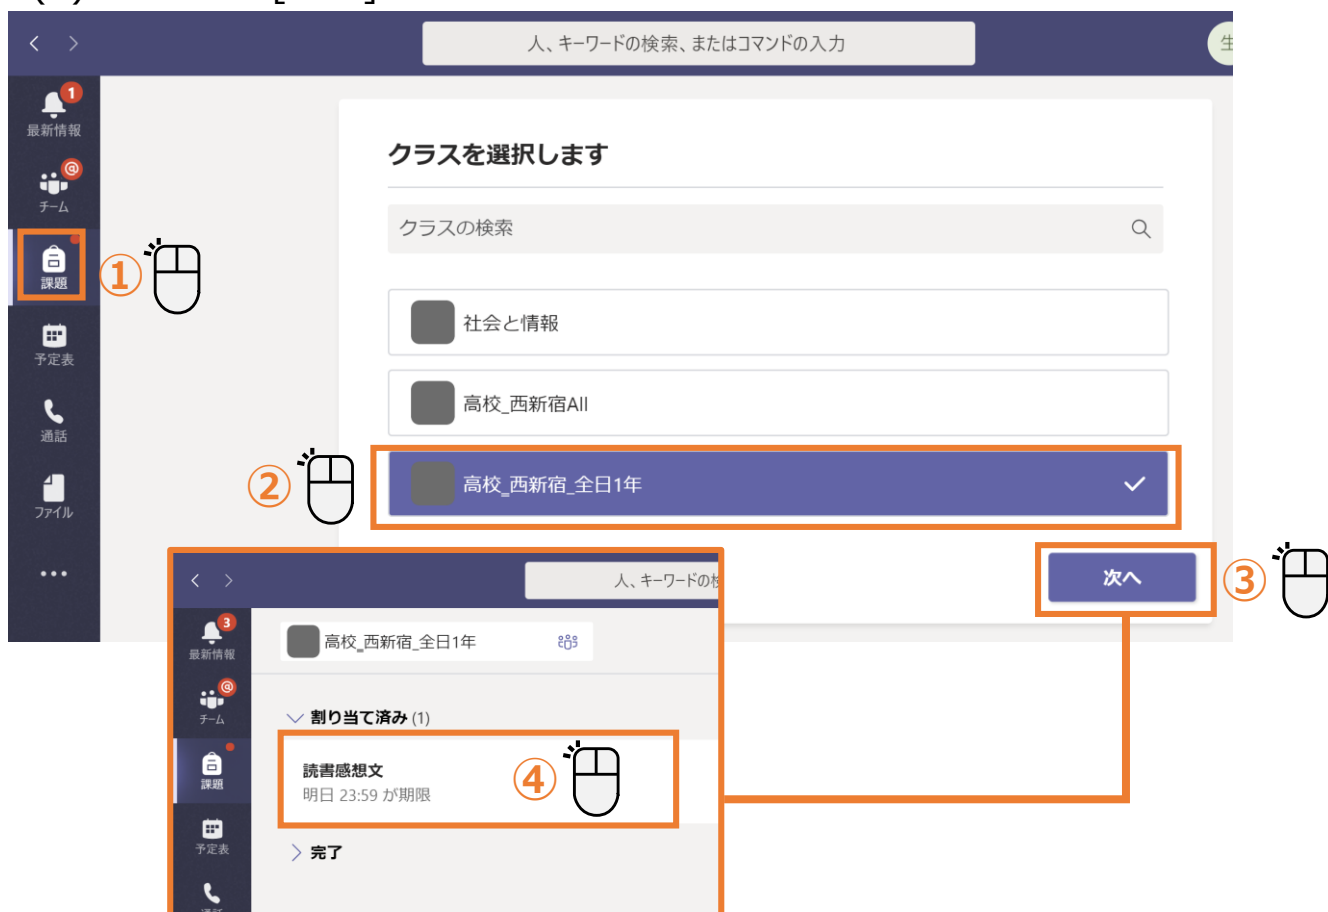 人、キーワードの検索、またはコマンドの入力
生
1
最新情報
@
チーム
課題
①
予定表
通話
ファイル
クラスを選択します
クラスの検索
社会と情報
高校_西新宿All
②
高校_西新宿_全日1年
次へ
③
人、キーワードの検
3
最新情報
高校_西新宿_全日1年
@
チーム
割り当て済み (1)
課題
読書感想文
明日 23:59 が期限
④
予定表
完了